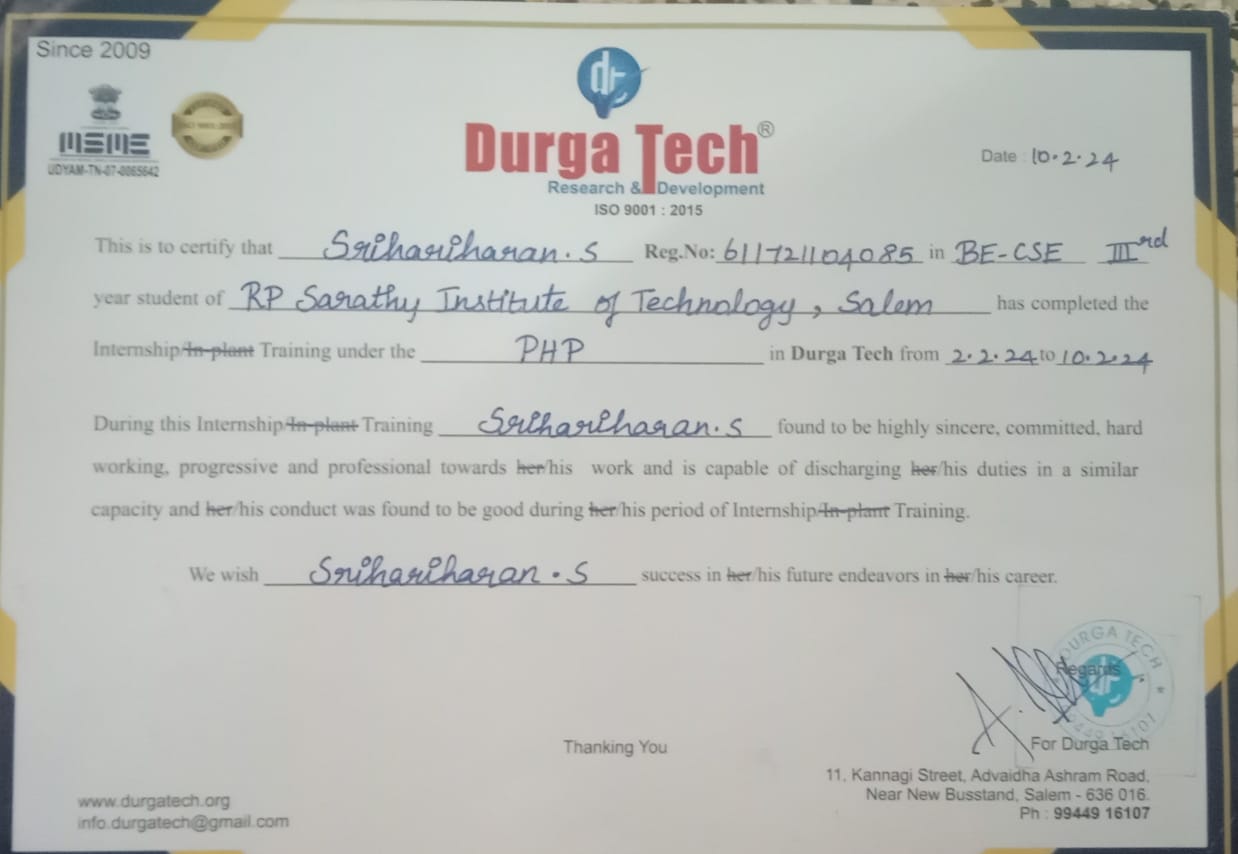 Since 2009
dr
MSME
UDYAM-TN-07-0065642
Durga Tech®
Research & Development
ISO 9001 : 2015
Date : 10.2.24
This is to certify that Srihariharan.S Reg.No: 611721104085 in BE-CSE IIIrd
year student of RP Sarathy Institute of Technology, Salem has completed the
Internship/In-plant Training under the PHP in Durga Tech from 2.2.24 to 10.2.24
During this Internship/In-plant Training Srihariharan.S found to be highly sincere, committed, hard
working, progressive and professional towards her/his work and is capable of discharging her/his duties in a similar
capacity and her/his conduct was found to be good during her/his period of Internship/In-plant Training.
We wish Srihariharan.S success in her/his future endeavors in her/his career.
DURGA TECH
Regards
94449 16101
For Durga Tech
Thanking You
11, Kannagi Street, Advaidha Ashram Road,
Near New Busstand, Salem - 636 016.
Ph : 99449 16107
www.durgatech.org
info.durgatech@gmail.com